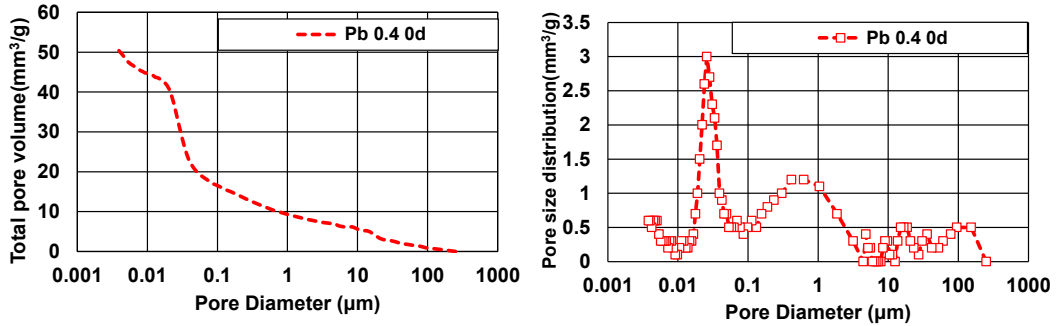 Total pore volume(mm³/g)
60
50
40
30
20
10
0
Pb 0.4 0d
0.001 0.01 0.1 1 10 100 1000
Pore Diameter (µm)
Pore size distribution(mm³/g)
3.5
3
2.5
2
1.5
1
0.5
0
Pb 0.4 0d
0.001 0.01 0.1 1 10 100 1000
Pore Diameter (µm)